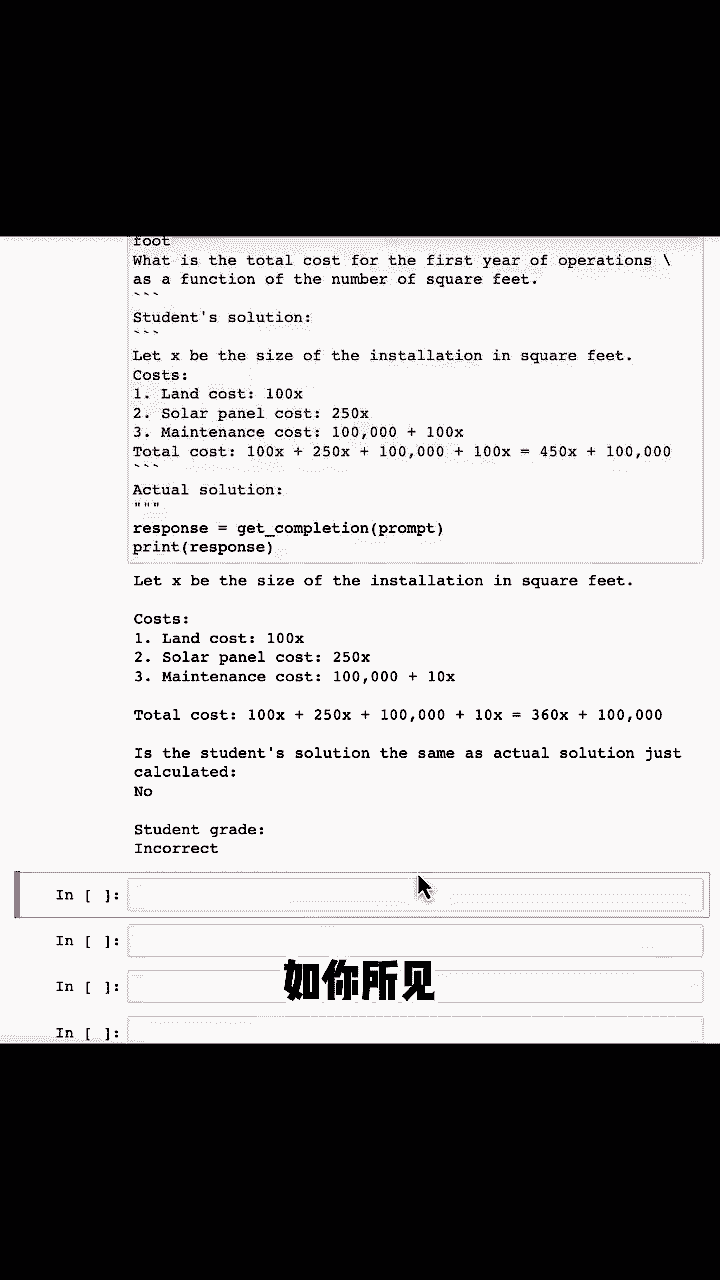 foot
What is the total cost for the first year of operations \
as a function of the number of square feet.
```
Student's solution:
```
Let x be the size of the installation in square feet.
Costs:
1. Land cost: 100x
2. Solar panel cost: 250x
3. Maintenance cost: 100,000 + 100x
Total cost: 100x + 250x + 100,000 + 100x = 450x + 100,000
```
Actual solution:
"""
response = get_completion(prompt)
print(response)
Let x be the size of the installation in square feet.
Costs:
1. Land cost: 100x
2. Solar panel cost: 250x
3. Maintenance cost: 100,000 + 10x
Total cost: 100x + 250x + 100,000 + 10x = 360x + 100,000
Is the student's solution the same as actual solution just
calculated:
No
Student grade:
Incorrect
In [ ]:
In [ ]:
如你所见
In [ ]:
In [ ]: